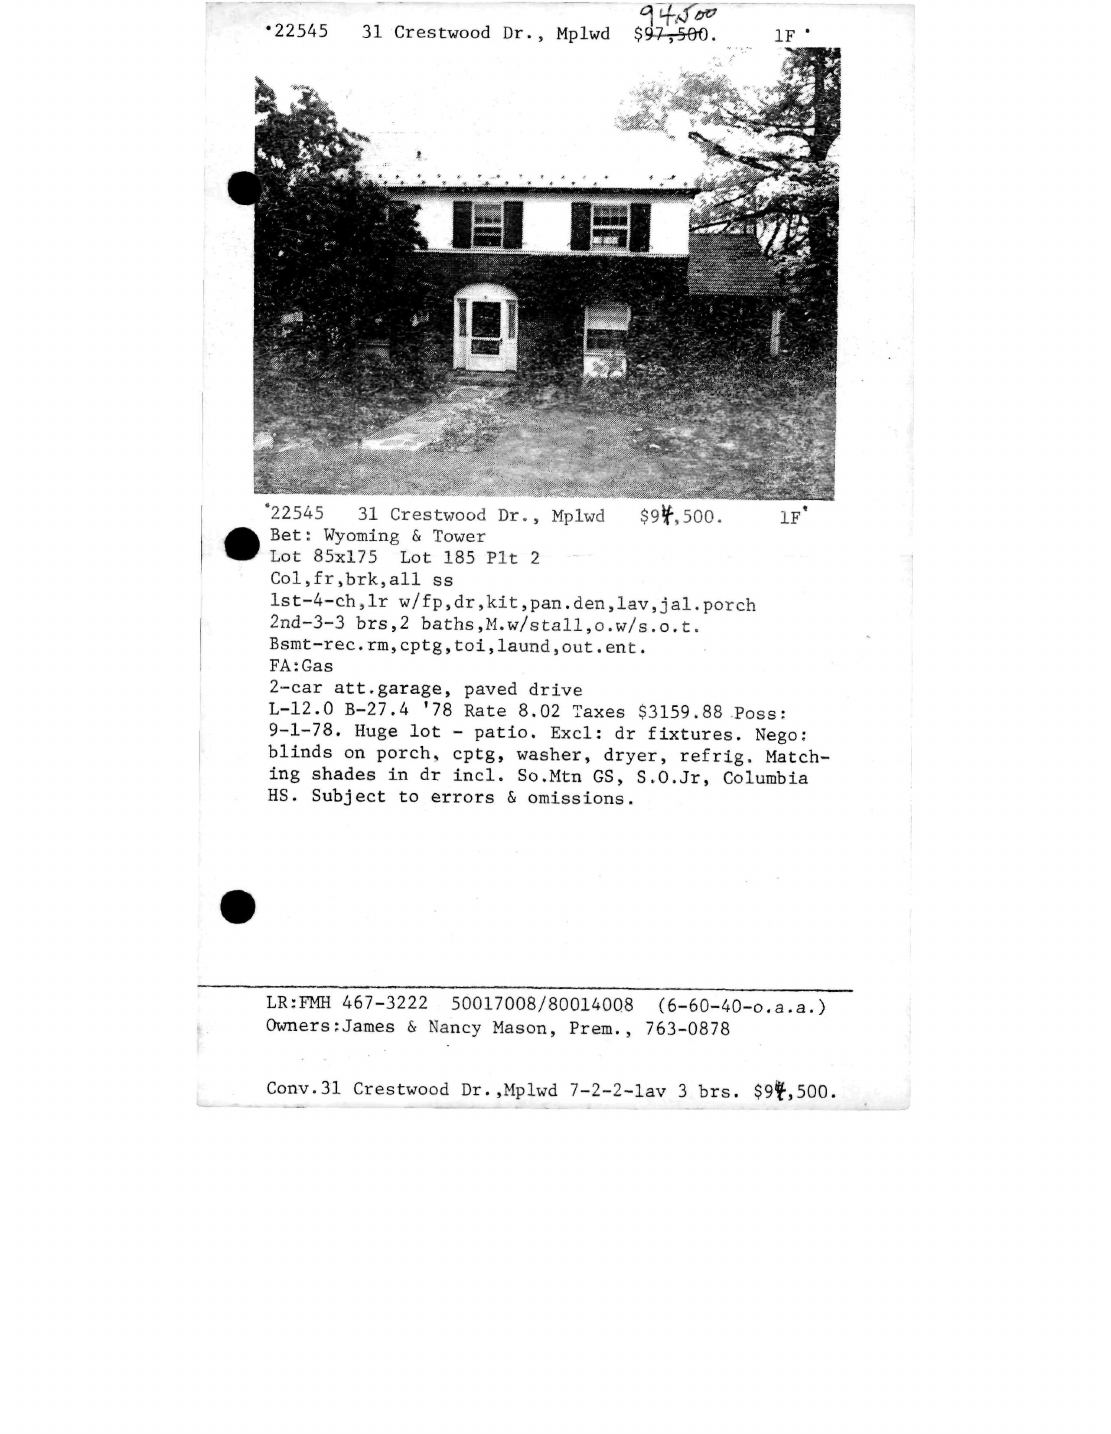 94,500
•22545 31 Crestwood Dr., Mplwd $97,500. 1F •
•22545 31 Crestwood Dr., Mplwd $94,500. 1F•
Bet: Wyoming & Tower
Lot 85x175 Lot 185 Plt 2
Col,fr,brk,all ss
1st-4-ch,lr w/fp,dr,kit,pan.den,lav,jal.porch
2nd-3-3 brs,2 baths,M.w/stall,o.w/s.o.t.
Bsmt-rec.rm,cptg,toi,laund,out.ent.
FA:Gas
2-car att.garage, paved drive
L-12.0 B-27.4 '78 Rate 8.02 Taxes $3159.88 Poss:
9-1-78. Huge lot - patio. Excl: dr fixtures. Nego:
blinds on porch, cptg, washer, dryer, refrig. Match-
ing shades in dr incl. So.Mtn GS, S.O.Jr, Columbia
HS. Subject to errors & omissions.
LR:FMH 467-3222 50017008/80014008 (6-60-40-o.a.a.)
Owners:James & Nancy Mason, Prem., 763-0878
Conv.31 Crestwood Dr.,Mplwd 7-2-2-lav 3 brs. $94,500.